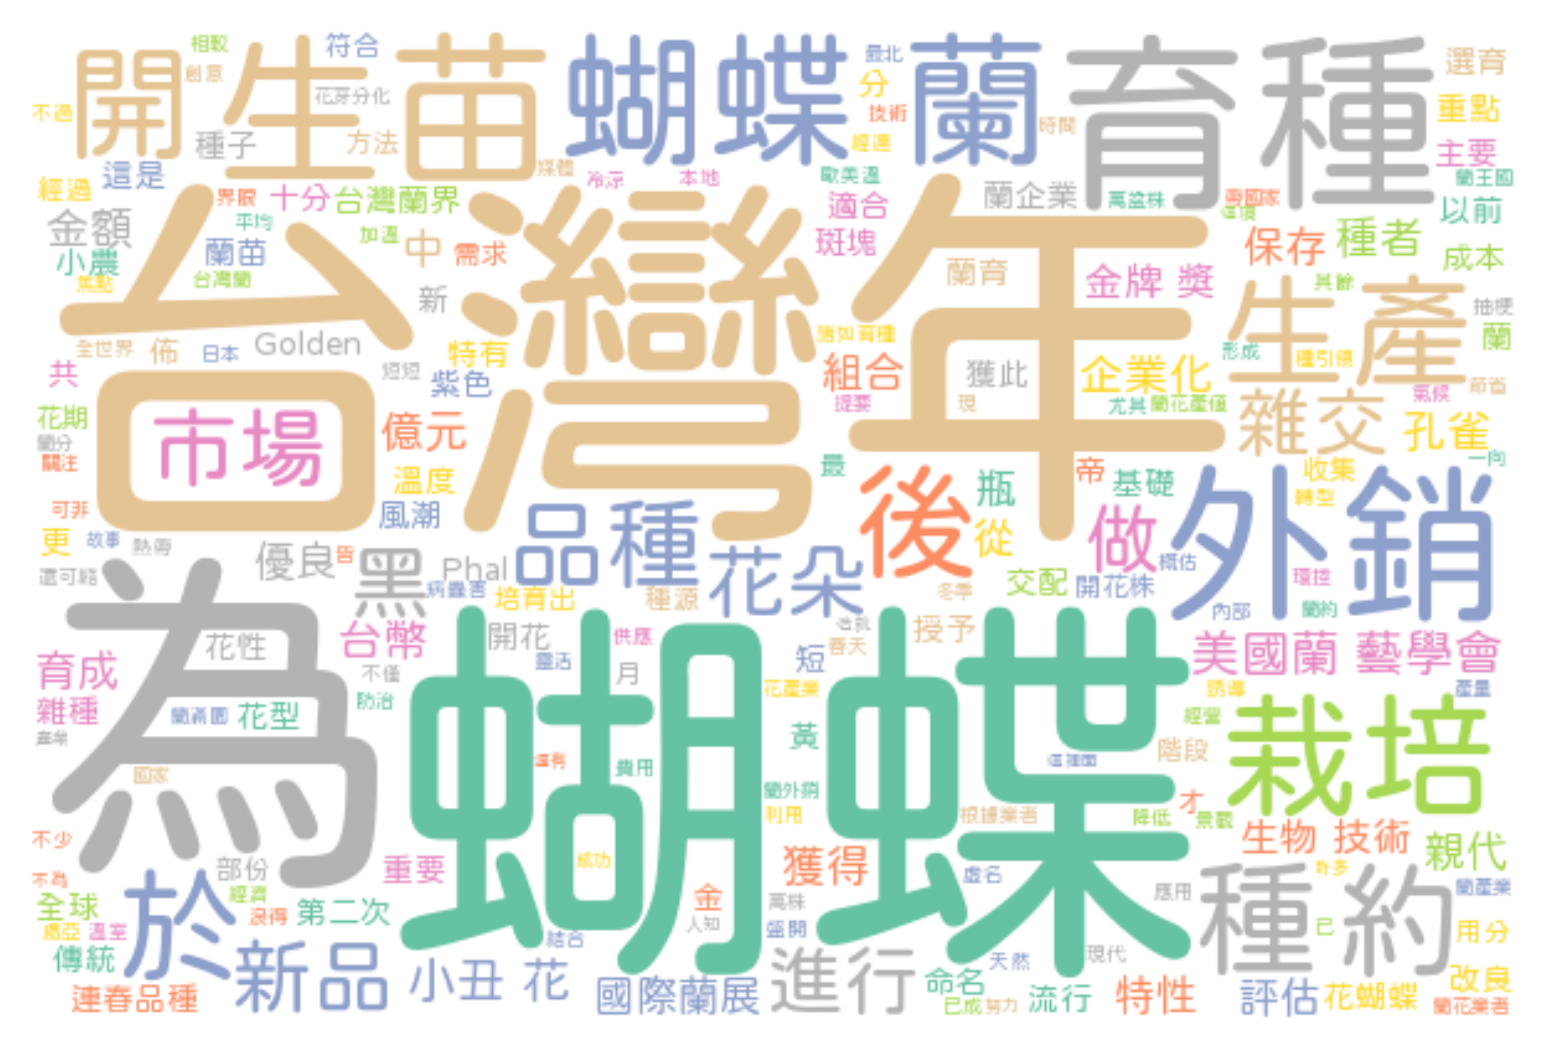 相較
創意
不過
開
生
苗
蝴蝶
蘭
育種
符合
花芽分化
種子
方法
這是
媒體
最北
分
技術
經達
時間
選育
重點
主要
蘭王國
經過
界限
十分
台灣蘭界
冷涼
本地
歐美溫
適合
蘭企業
萬盆株
帶國家
以前
金額
平均
蘭苗
加溫
中
需求
斑塊
保存
種者
小農
焦點
台灣蘭
台灣
年
蘭育
金牌 獎
其餘
成本
新
生產
抽梗
全世界
佈
日本
Golden
特有
諸如育種
形成
種引領
蘭
共
短短
紫色
組合
獲此
企業化
節省
氣候
花期
市場
億元
提要
現
尤其
蘭花產值
雜交
孔雀
蘭分
關注
溫度
最
後
瓶
帝
基礎
收集
一向
轉型
可非
風潮
品種
從
做
外銷
更
故事
熱帶
優良
皆
黑
Phal
花朵
概估
環控
病蟲害
培育出
種源
冬季
交配
開花株
內部
蘭約
為
花性
台幣
開花
供應
授予
春天
美國蘭 藝學會
育成
不僅
靈活
月
短
誘導
產量
雜種
花型
防治
花產業
蝴蝶
經營
栽培
黃
階段
國家
還有
費用
蘭外銷
利用
根據業者
才
降低
景觀
不少
生物 技術
親代
部份
重要
成功
獲得
虛名
許多
不為
經濟
金
應用
種
約
蘭產業
全球
浪得
第二次
於
人知
萬株
已
用分
溫室
結合
盛開
傳統
新品
小丑 花
進行
天然
現代
改良
連春品種
國際蘭展
命名
已成
努力
流行
特性
評估
花蝴蝶
蘭花業者